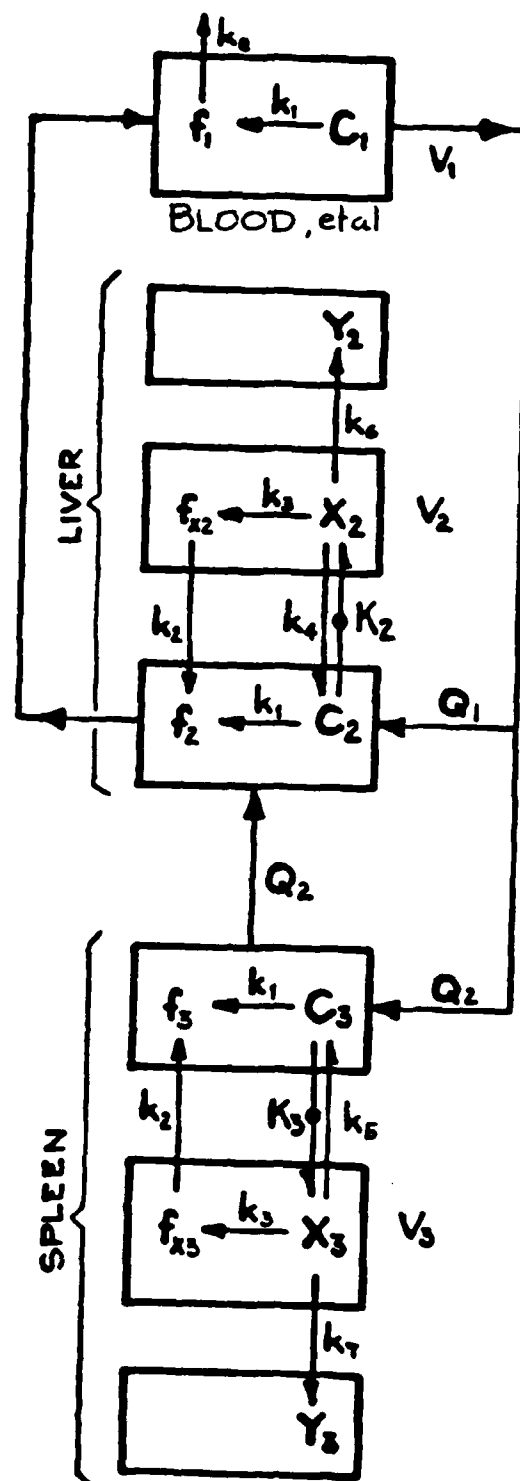 kₑ
f₁ k₁ C₁
V₁
BLOOD, etal
LIVER
Y₂
k₆
fₓ₂ k₃ X₂ V₂
k₂ k₄ K₂
f₂ k₁ C₂ Q₁
Q₂
SPLEEN
f₃ k₁ C₃ Q₂
k₂ K₃ k₅
fₓ₃ k₃ X₃ V₃
k₇
Y₃